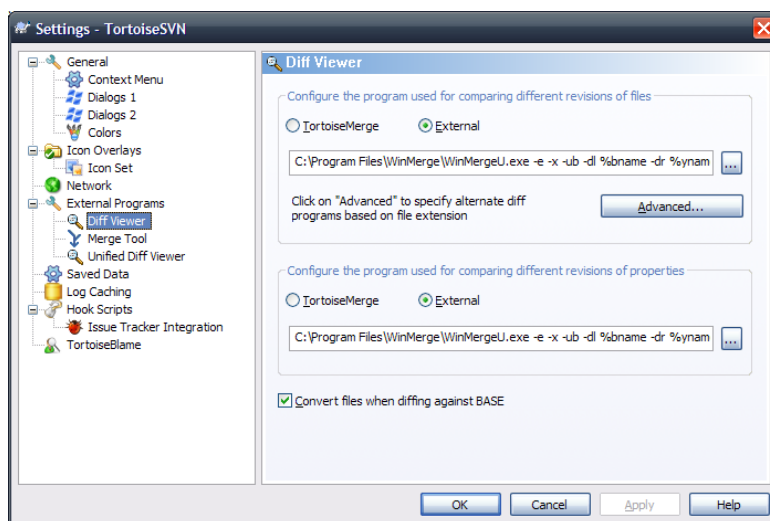 Settings - TortoiseSVN
General
Context Menu
Dialogs 1
Dialogs 2
Colors
Icon Overlays
Icon Set
Network
External Programs
Diff Viewer
Merge Tool
Unified Diff Viewer
Saved Data
Log Caching
Hook Scripts
Issue Tracker Integration
TortoiseBlame
Diff Viewer
Configure the program used for comparing different revisions of files
TortoiseMerge
External
C:\Program Files\WinMerge\WinMergeU.exe -e -x -ub -dl %bname -dr %ynam
...
Click on "Advanced" to specify alternate diff
programs based on file extension
Advanced...
Configure the program used for comparing different revisions of properties
TortoiseMerge
External
C:\Program Files\WinMerge\WinMergeU.exe -e -x -ub -dl %bname -dr %ynam
...
Convert files when diffing against BASE
OK
Cancel
Apply
Help